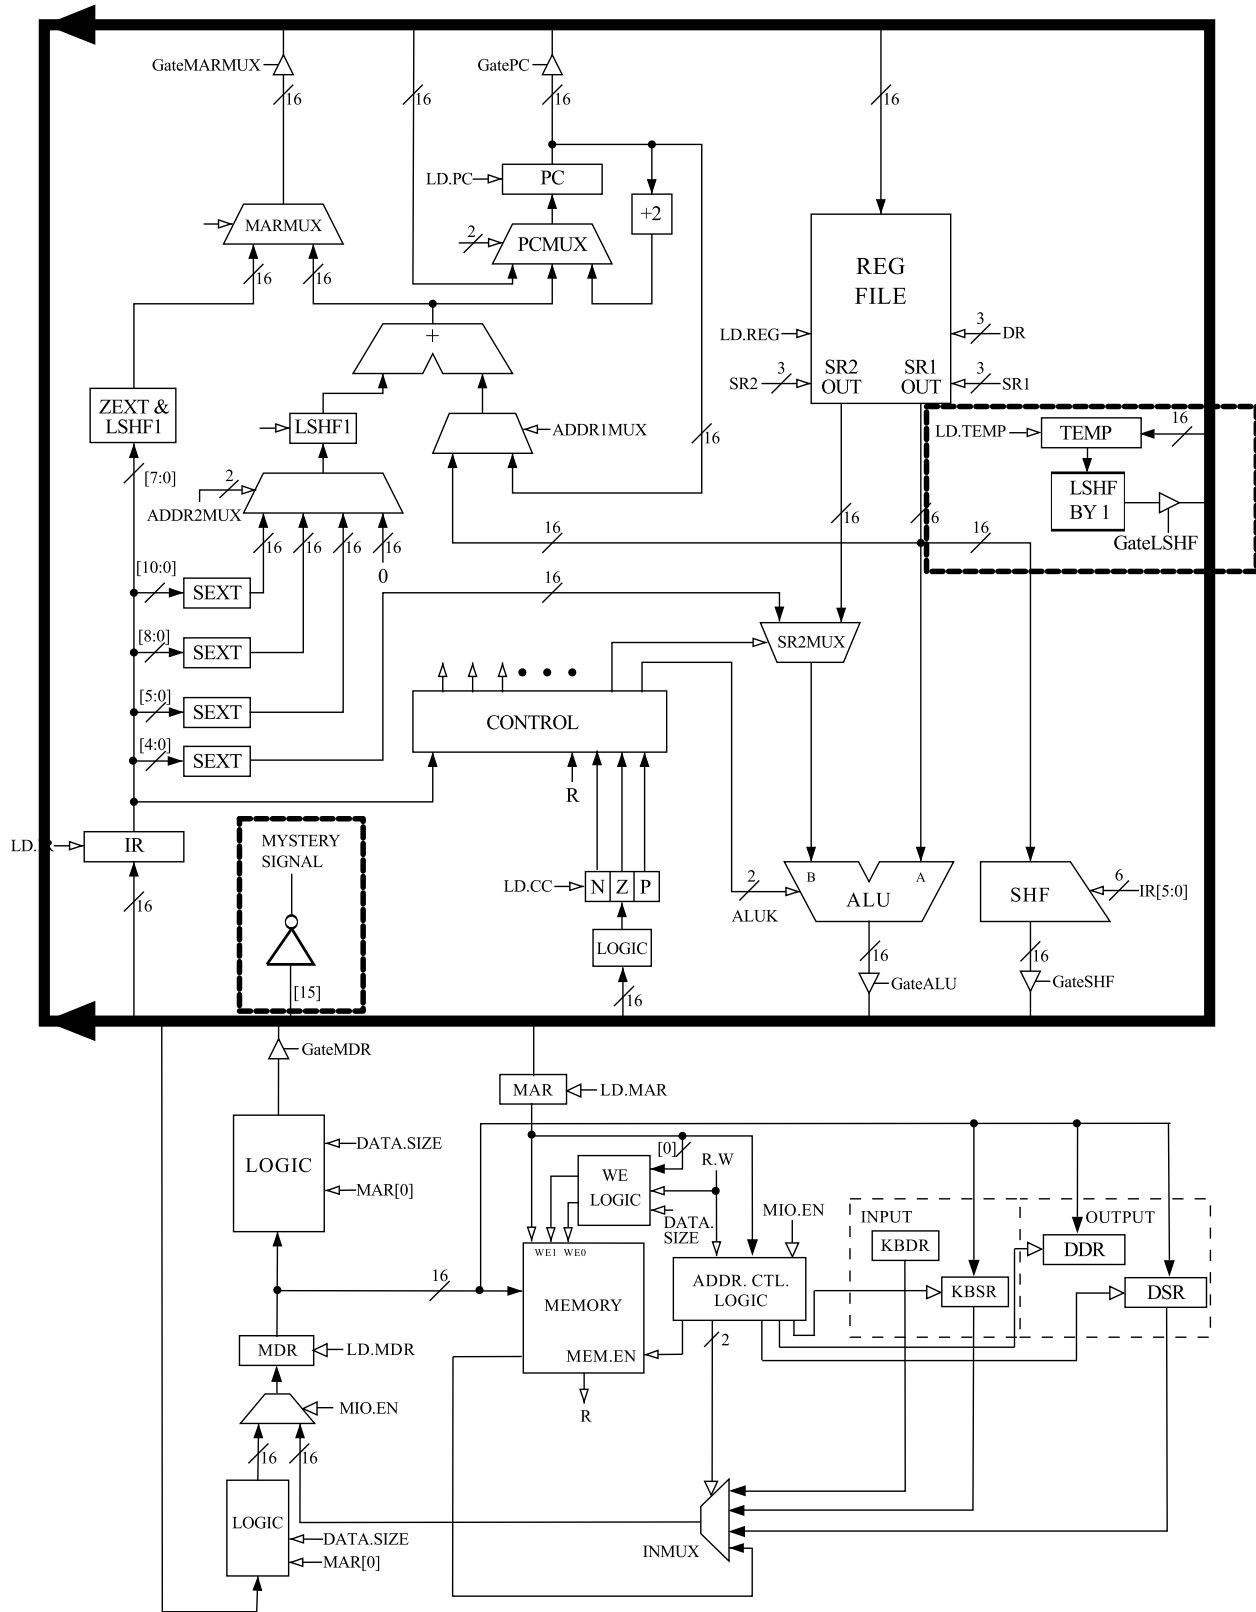 GateMARMUX
16
16
GatePC
16
16
LD.PC
PC
+2
MARMUX
2
PCMUX
16
16
REG
FILE
+
LD.REG
3
DR
SR2
3
SR2
OUT
SR1
OUT
3
SR1
ZEXT &
LSHF1
LSHF1
ADDR1MUX
16
LD.TEMP
TEMP
16
[7:0]
2
ADDR2MUX
LSHF
BY 1
GateLSHF
16
16
16
16
0
16
16
6
16
[10:0]
SEXT
16
[8:0]
SEXT
SR2MUX
[5:0]
SEXT
CONTROL
[4:0]
SEXT
R
MYSTERY
SIGNAL
IR
16
[15]
LD.CC
N Z P
LOGIC
16
2
ALUK
B
A
ALU
SHF
6
IR[5:0]
16
GateALU
16
GateSHF
GateMDR
MAR
LD.MAR
LOGIC
DATA.SIZE
MAR[0]
[0]
R.W
WE
LOGIC
DATA.
SIZE
MIO.EN
INPUT
KBDR
OUTPUT
DDR
WE1 WE0
16
MEMORY
MEM.EN
ADDR. CTL.
LOGIC
KBSR
DSR
2
MDR
LD.MDR
R
MIO.EN
16
16
LOGIC
DATA.SIZE
MAR[0]
INMUX